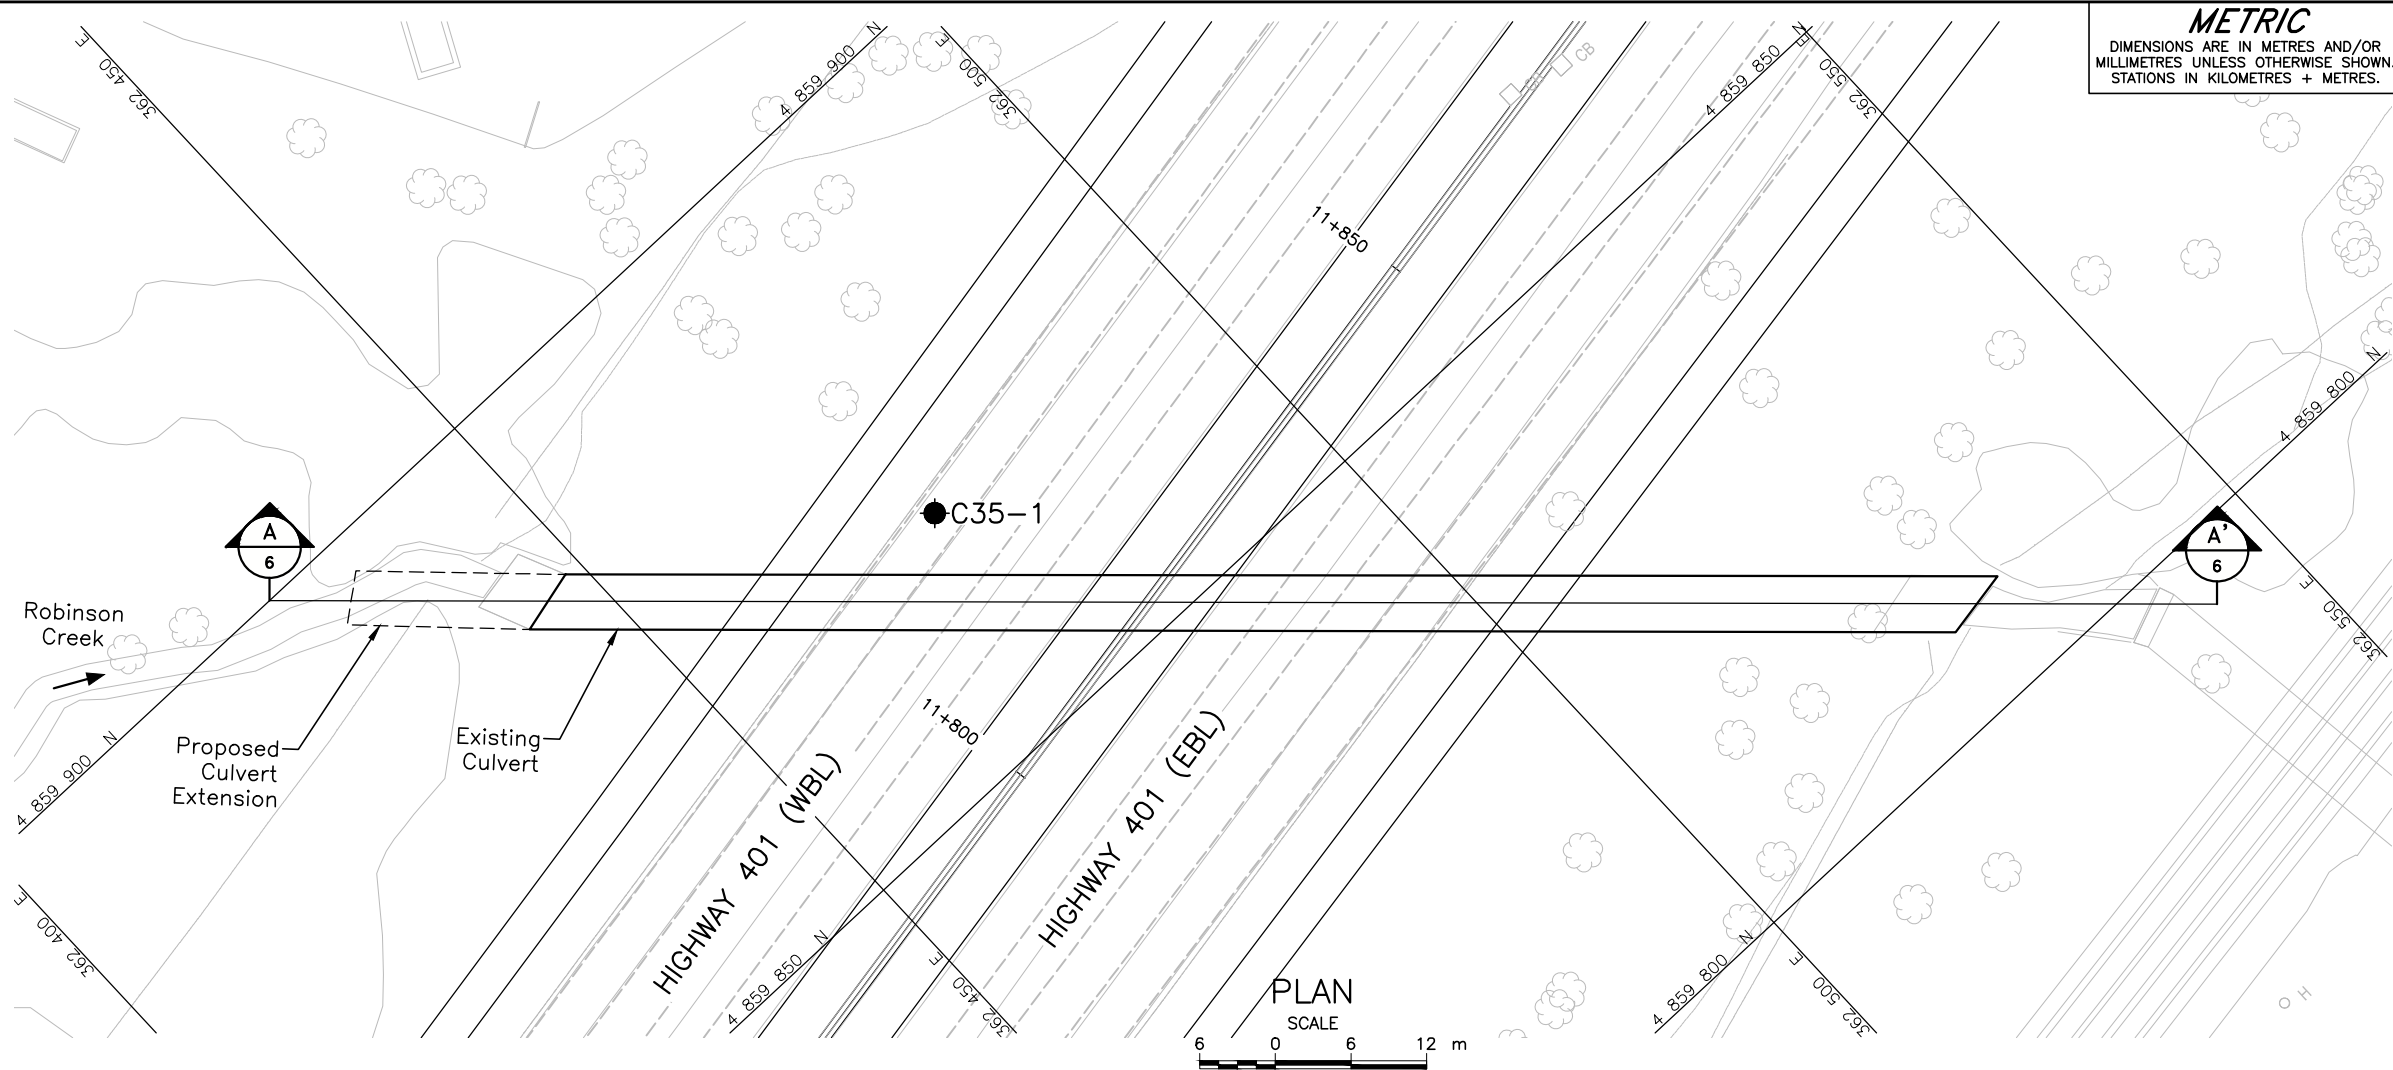 METRIC
DIMENSIONS ARE IN METRES AND/OR
MILLIMETRES UNLESS OTHERWISE SHOWN.
STATIONS IN KILOMETRES + METRES.
E
362 450
N
4 859 900
E
362 500
CB
N
E
4 859 850
362 550
11+850
N
4 859 800
C35-1
A
6
A'
6
E
362 550
Robinson
Creek
Proposed
Culvert
Extension
Existing
Culvert
11+800
HIGHWAY 401 (WBL)
HIGHWAY 401 (EBL)
N
4 859 900
E
362 400
N
4 859 850
E
362 450
N
4 859 800
E
362 500
H
PLAN
SCALE
6 0 6 12 m